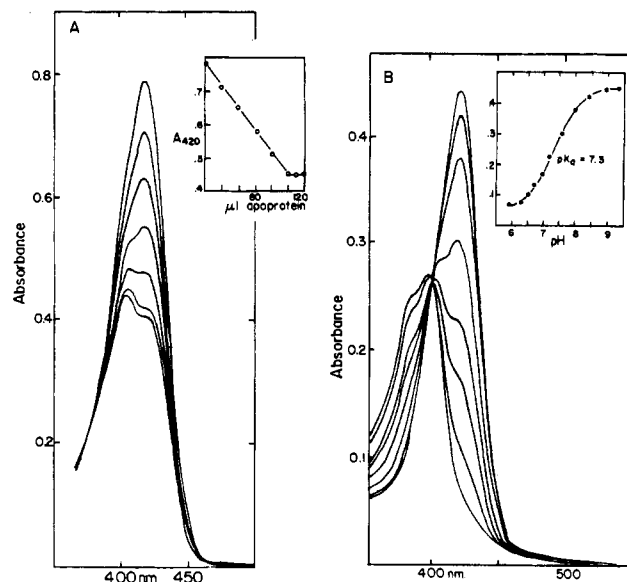 A
Absorbance
0.8
0.6
0.4
0.2
400 nm 450
A420
.7
.6
.5
.4
80 120
µl apoprotein
B
Absorbance
0.4
0.3
0.2
0.1
400 nm 500
.4
.3
.2
.1
6 7 8 9
pH
pKa = 7.3